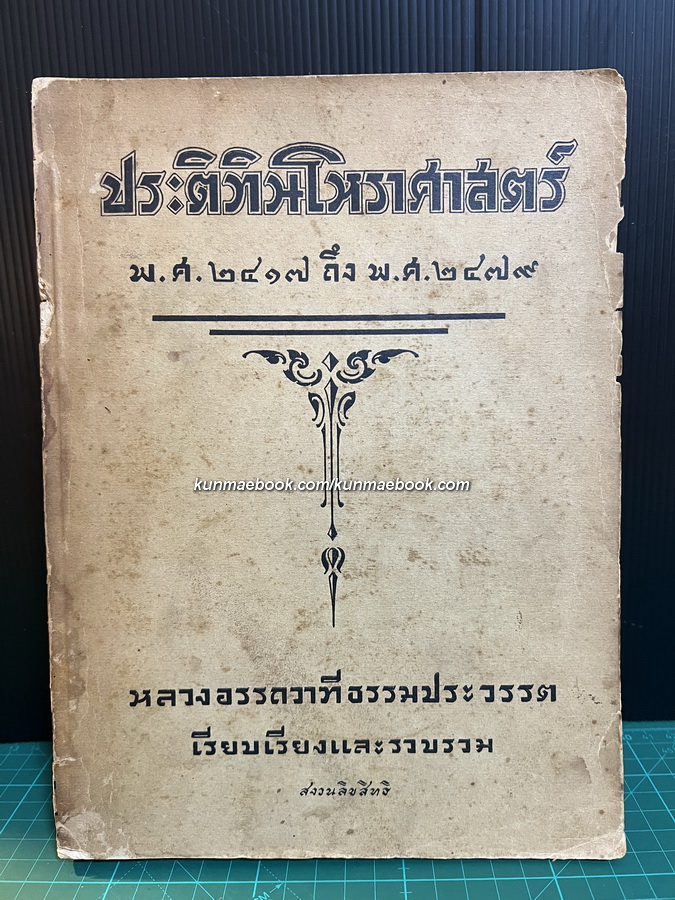 ประติทินโหราศาสตร์
พ.ศ.๒๔๑๗ ถึง พ.ศ.๒๔๗๙
kunmaebook.com/kunmaebook.com
หลวงอรรถวาทีธรรมประวรรต
เรียบเรียงและรวบรวม
สงวนลิขสิทธิ